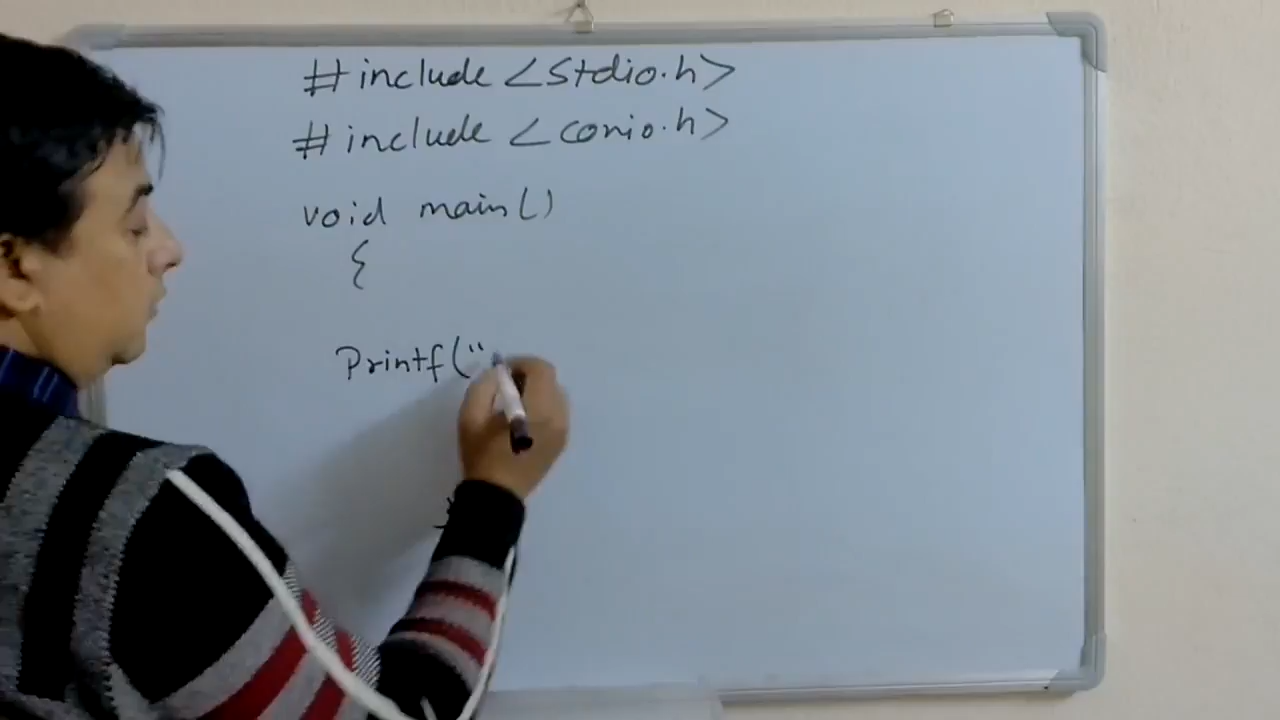 #include <stdio.h>
#include <conio.h>
void main()
{
Printf("